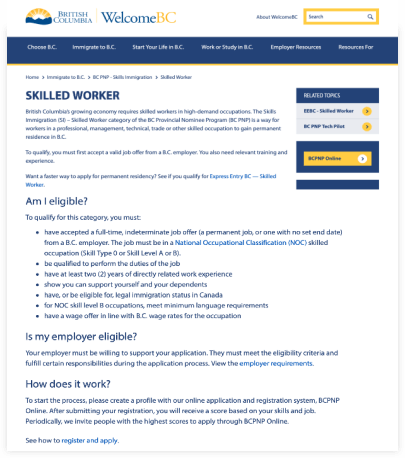 BRITISH
COLUMBIA
WelcomeBC
About WelcomeBC
Search
Choose B.C.
Immigrate to B.C.
Start Your Life in B.C.
Work or Study in B.C.
Employer Resources
Resources For
Home > Immigrate to B.C. > BC PNP - Skills Immigration > Skilled Worker
SKILLED WORKER
British Columbia's growing economy requires skilled workers in high-demand occupations. The Skills
Immigration (SI) – Skilled Worker category of the BC Provincial Nominee Program (BC PNP) is a way for
workers in a professional, management, technical, trade or other skilled occupation to gain permanent
residence in B.C.
To qualify, you must first accept a valid job offer from a B.C. employer. You also need relevant training and
experience.
Want a faster way to apply for permanent residency? See if you qualify for Express Entry BC — Skilled
Worker.
RELATED TOPICS
EEBC - Skilled Worker
BC PNP Tech Pilot
BCPNP Online
Am I eligible?
To qualify for this category, you must:
• have accepted a full-time, indeterminate job offer (a permanent job, or one with no set end date)
from a B.C. employer. The job must be in a National Occupational Classification (NOC) skilled
occupation (Skill Type 0 or Skill Level A or B).
• be qualified to perform the duties of the job
• have at least two (2) years of directly related work experience
• show you can support yourself and your dependents
• have, or be eligible for, legal immigration status in Canada
• for NOC skill level B occupations, meet minimum language requirements
• have a wage offer in line with B.C. wage rates for the occupation
Is my employer eligible?
Your employer must be willing to support your application. They must meet the eligibility criteria and
fulfill certain responsibilities during the application process. View the employer requirements.
How does it work?
To start the process, please create a profile with our online application and registration system, BCPNP
Online. After submitting your registration, you will receive a score based on your skills and job.
Periodically, we invite people with the highest scores to apply through BCPNP Online.
See how to register and apply.